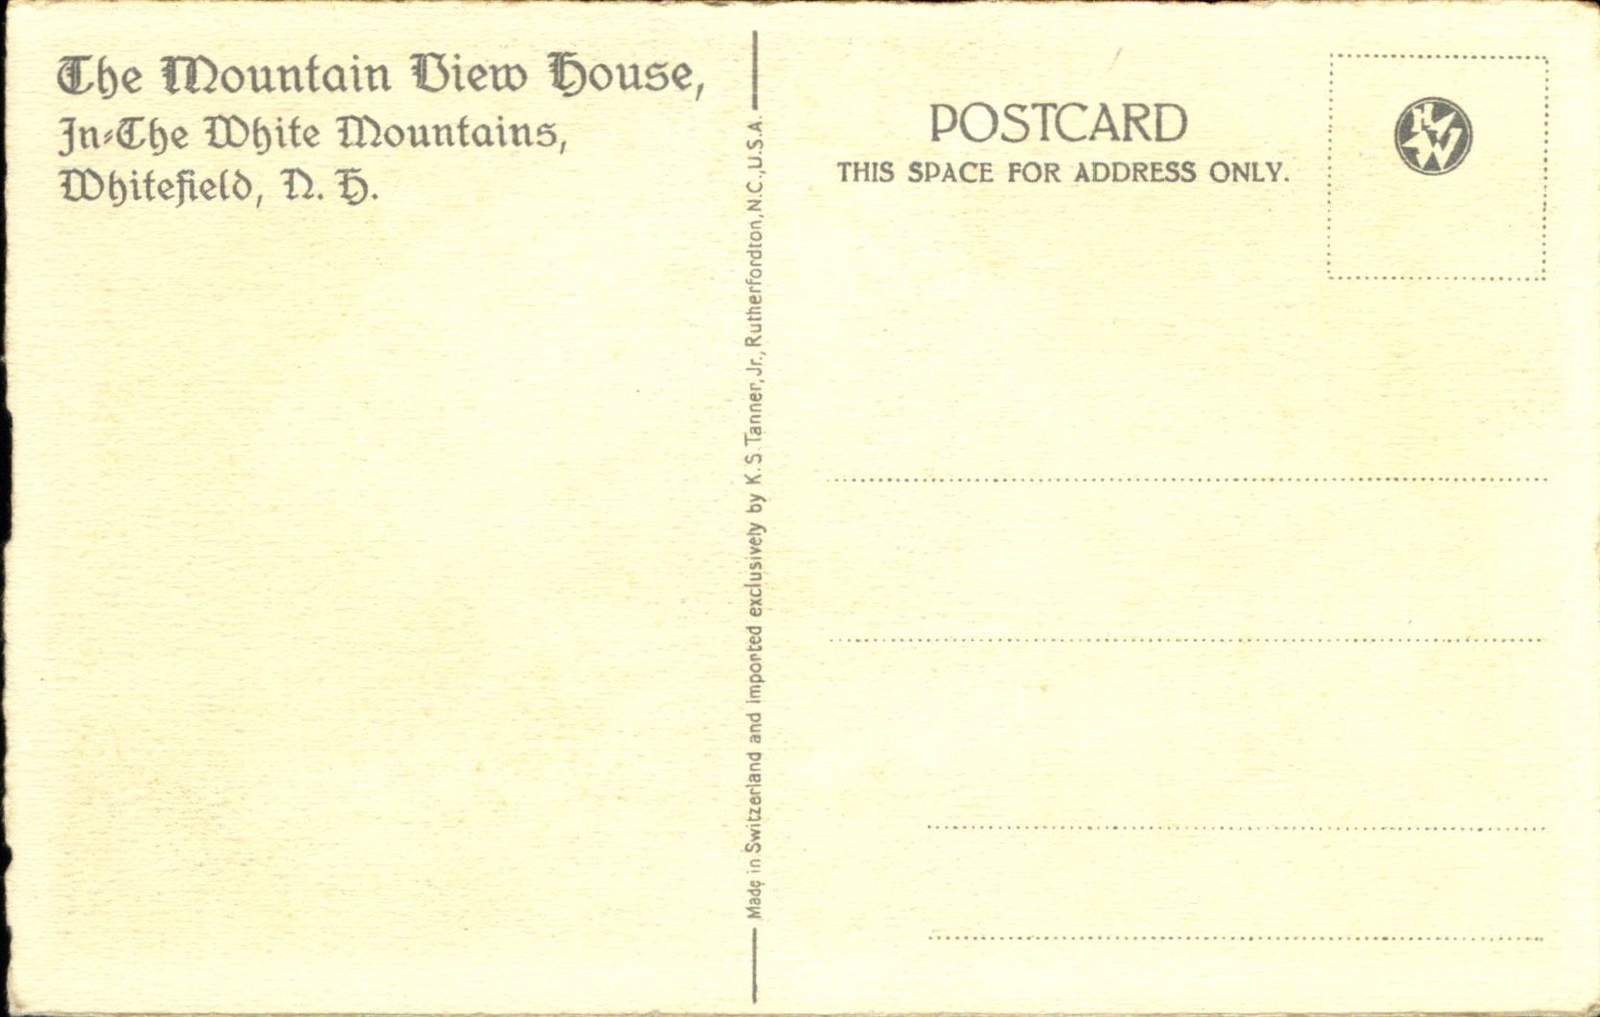 The Mountain View House,
In-The White Mountains,
Whitefield, N. H.
Made in Switzerland and imported exclusively by K. S. Tanner, Jr., Rutherfordton, N.C., U.S.A.
POSTCARD
THIS SPACE FOR ADDRESS ONLY.